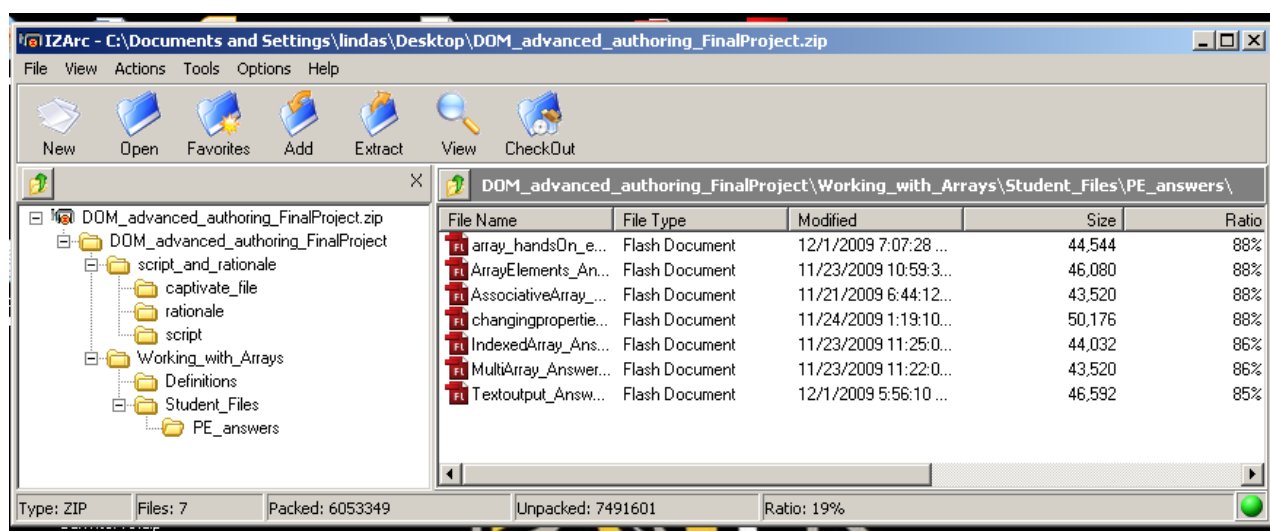 IZArc - C:\Documents and Settings\lindas\Desktop\DOM_advanced_authoring_FinalProject.zip
File View Actions Tools Options Help
New Open Favorites Add Extract View CheckOut
DOM_advanced_authoring_FinalProject\Working_with_Arrays\Student_Files\PE_answers\
DOM_advanced_authoring_FinalProject.zip
DOM_advanced_authoring_FinalProject
script_and_rationale
captivate_file
rationale
script
Working_with_Arrays
Definitions
Student_Files
PE_answers
File Name File Type Modified Size Ratio
array_handsOn_e... Flash Document 12/1/2009 7:07:28 ... 44,544 88%
ArrayElements_An... Flash Document 11/23/2009 10:59:3... 46,080 88%
AssociativeArray_... Flash Document 11/21/2009 6:44:12... 43,520 88%
changingpropertie... Flash Document 11/24/2009 1:19:10... 50,176 88%
IndexedArray_Ans... Flash Document 11/23/2009 11:25:0... 44,032 86%
MultiArray_Answer... Flash Document 11/23/2009 11:22:0... 43,520 86%
Textoutput_Answ... Flash Document 12/1/2009 5:56:10 ... 46,592 85%
Type: ZIP Files: 7 Packed: 6053349 Unpacked: 7491601 Ratio: 19%